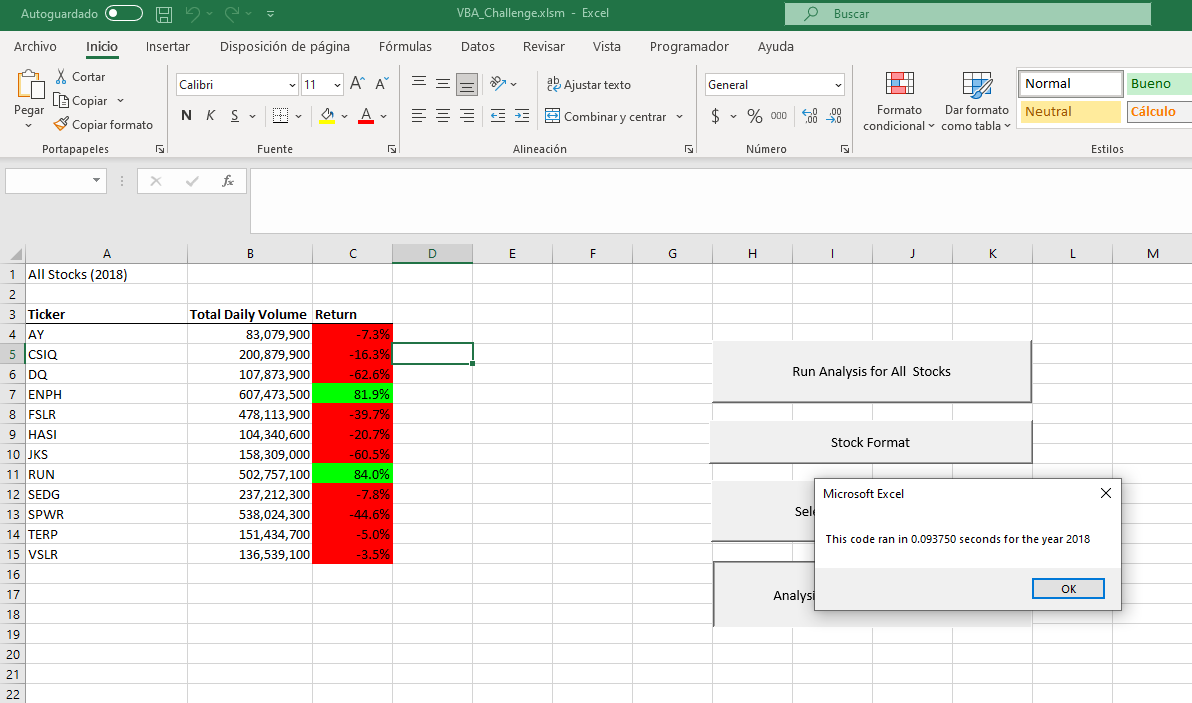 Autoguardado VBA_Challenge.xlsm - Excel Buscar
Archivo Inicio Insertar Disposición de página Fórmulas Datos Revisar Vista Programador Ayuda
Pegar
Cortar
Copiar
Copiar formato
Portapapeles
Calibri 11
N K S
Fuente
Ajustar texto
Combinar y centrar
Alineación
General
$ % 000
Número
Formato
condicional
Dar formato
como tabla
Normal Bueno
Neutral Cálculo
Estilos
A B C D E F G H I J K L M
1 All Stocks (2018)
2
3 Ticker Total Daily Volume Return
4 AY 83,079,900 -7.3%
5 CSIQ 200,879,900 -16.3%
6 DQ 107,873,900 -62.6%
7 ENPH 607,473,500 81.9%
8 FSLR 478,113,900 -39.7%
9 HASI 104,340,600 -20.7%
10 JKS 158,309,000 -60.5%
11 RUN 502,757,100 84.0%
12 SEDG 237,212,300 -7.8%
13 SPWR 538,024,300 -44.6%
14 TERP 151,434,700 -5.0%
15 VSLR 136,539,100 -3.5%
16
17
18
19
20
21
22
Run Analysis for All Stocks
Stock Format
Microsoft Excel
This code ran in 0.093750 seconds for the year 2018
OK